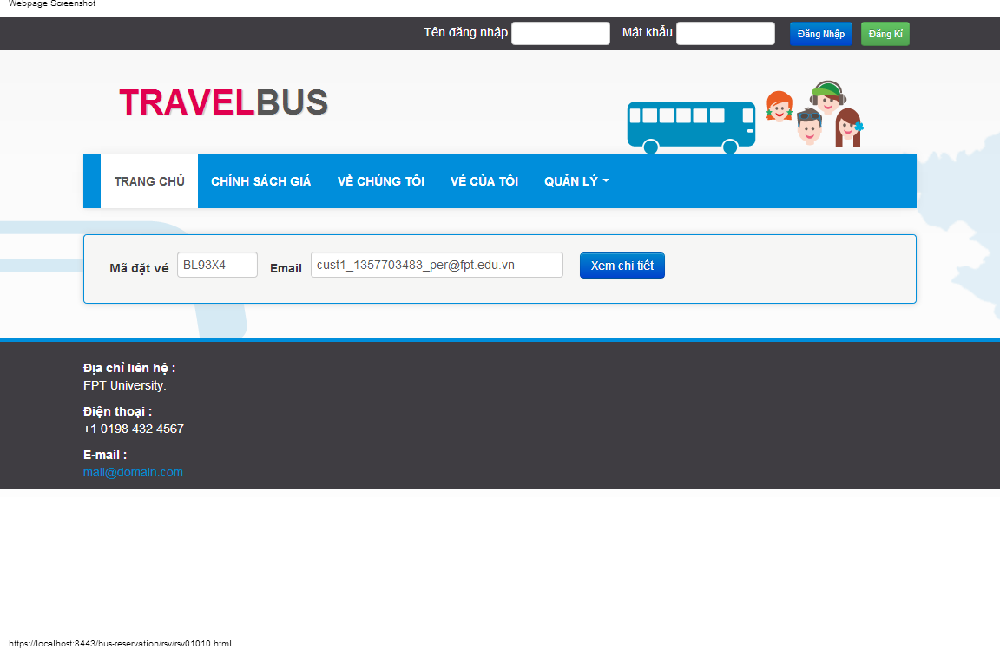 Webpage Screenshot
Tên đăng nhập Mật khẩu Đăng Nhập Đăng Kí
TRAVELBUS
TRANG CHỦ CHÍNH SÁCH GIÁ VỀ CHÚNG TÔI VÉ CỦA TÔI QUẢN LÝ
Mã đặt vé BL93X4 Email cust1_1357703483_per@fpt.edu.vn Xem chi tiết
Địa chỉ liên hệ :
FPT University.
Điện thoại :
+1 0198 432 4567
E-mail :
mail@domain.com
https://localhost:8443/bus-reservation/rsv/rsv01010.html